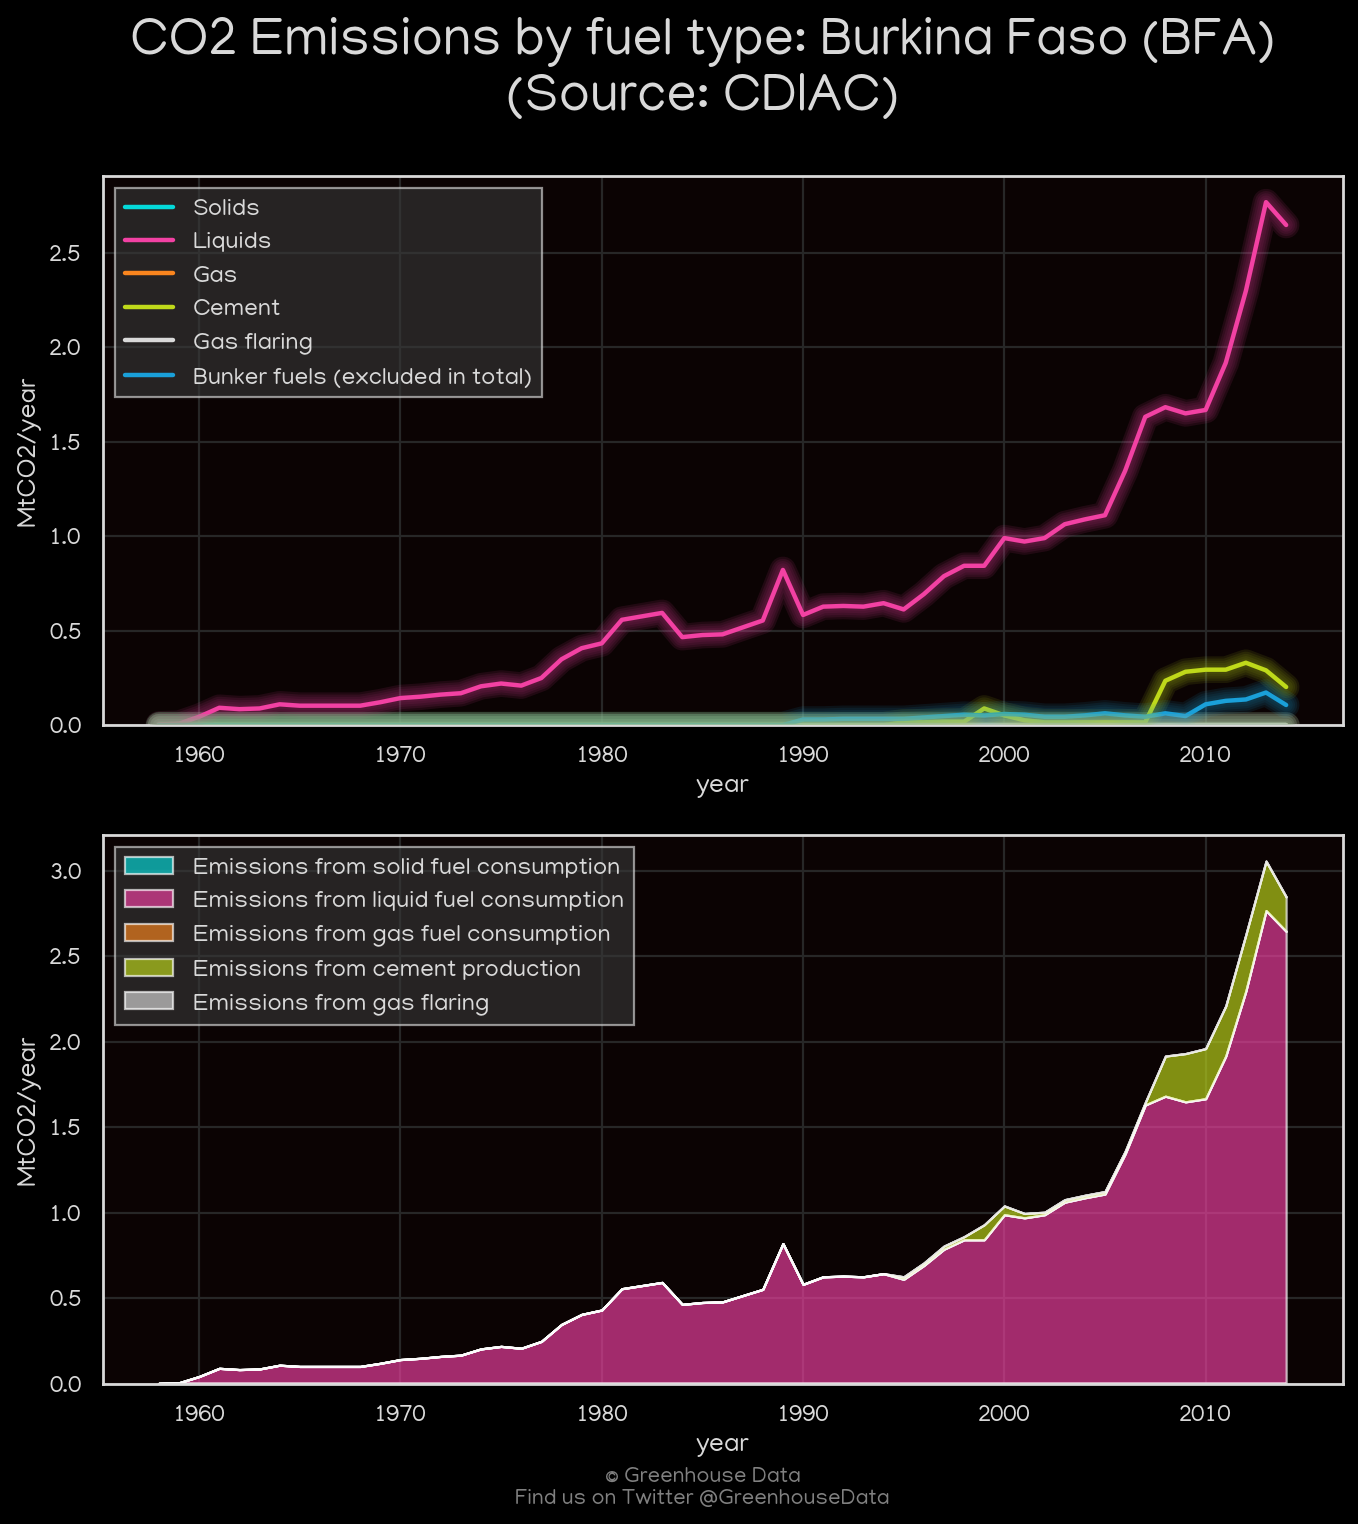 CO2 Emissions by fuel type: Burkina Faso (BFA)
(Source: CDIAC)
Solids
Liquids
Gas
Cement
Gas flaring
Bunker fuels (excluded in total)
MtCO2/year
2.5
2.0
1.5
1.0
0.5
0.0
1960
1970
1980
1990
2000
2010
year
Emissions from solid fuel consumption
Emissions from liquid fuel consumption
Emissions from gas fuel consumption
Emissions from cement production
Emissions from gas flaring
MtCO2/year
3.0
2.5
2.0
1.5
1.0
0.5
0.0
1960
1970
1980
1990
2000
2010
year
© Greenhouse Data
Find us on Twitter @GreenhouseData